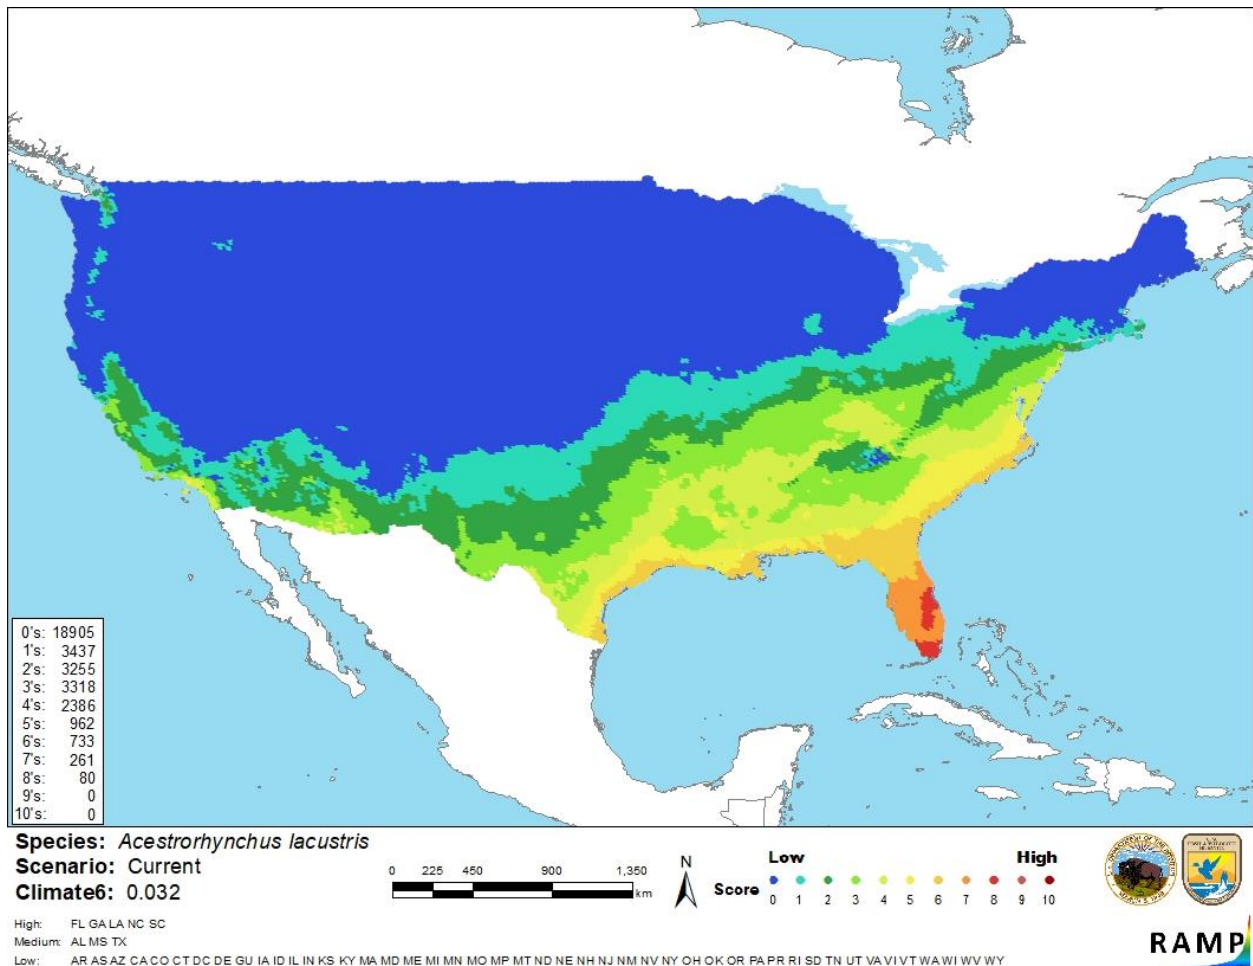 0's: 18905
1's: 3437
2's: 3255
3's: 3318
4's: 2386
5's: 962
6's: 733
7's: 261
8's: 80
9's: 0
10's: 0
Species: Acestrorhynchus lacustris
Scenario: Current
Climate6: 0.032
0 225 450 900 1,350
km
N
Low High
Score 0 1 2 3 4 5 6 7 8 9 10
High: FL GA LA NC SC
Medium: AL MS TX
Low: AR AS AZ CA CO CT DC DE GU IA ID IL IN KS KY MA MD ME MI MN MO MP MT ND NE NH NJ NM NV NY OH OK OR PA PR RI SD TN UT VA VI VT WA WI WV WY
RAMP